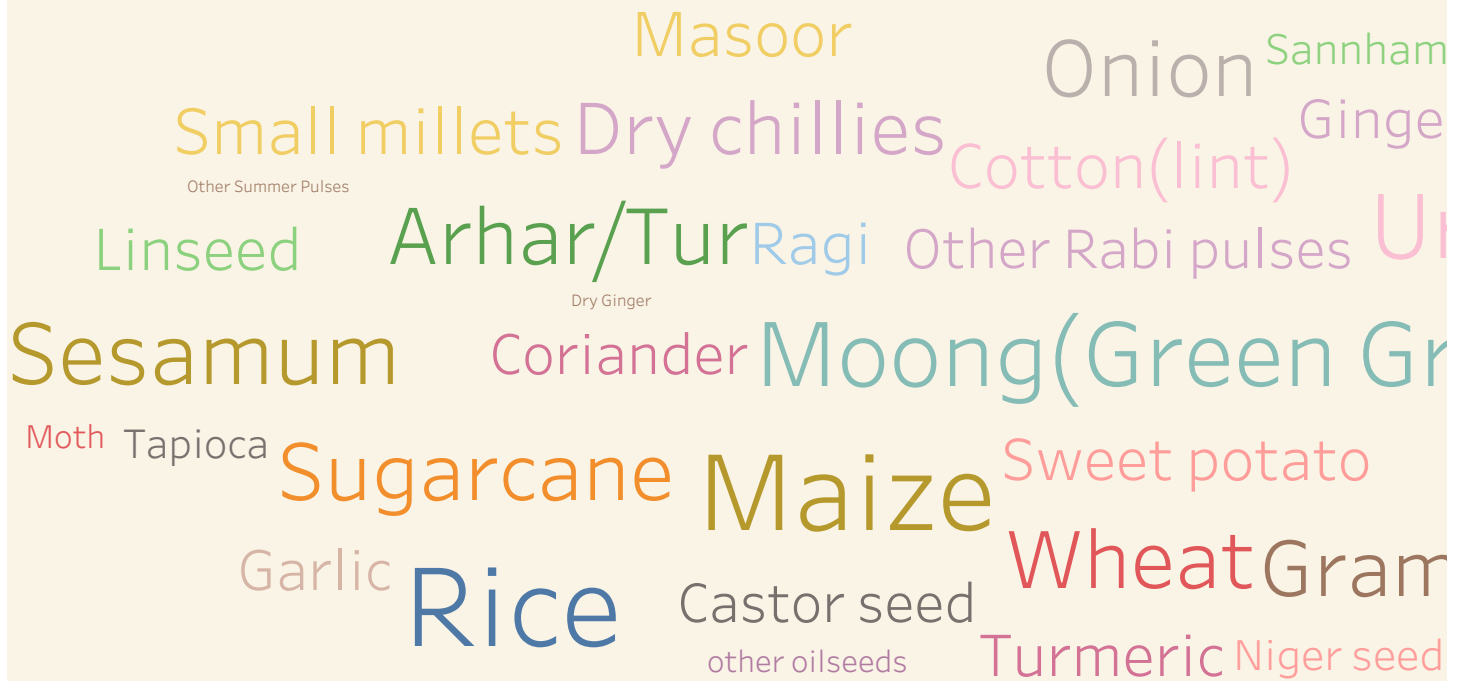 Masoor
Onion
Sannham
Small millets
Dry chillies
Ginge
Cotton(lint)
Other Summer Pulses
Linseed
Arhar/Tur
Ragi
Other Rabi pulses
Ur
Dry Ginger
Sesamum
Coriander
Moong(Green Gr
Moth
Tapioca
Sugarcane
Maize
Sweet potato
Garlic
Rice
Castor seed
Wheat
Gram
other oilseeds
Turmeric
Niger seed